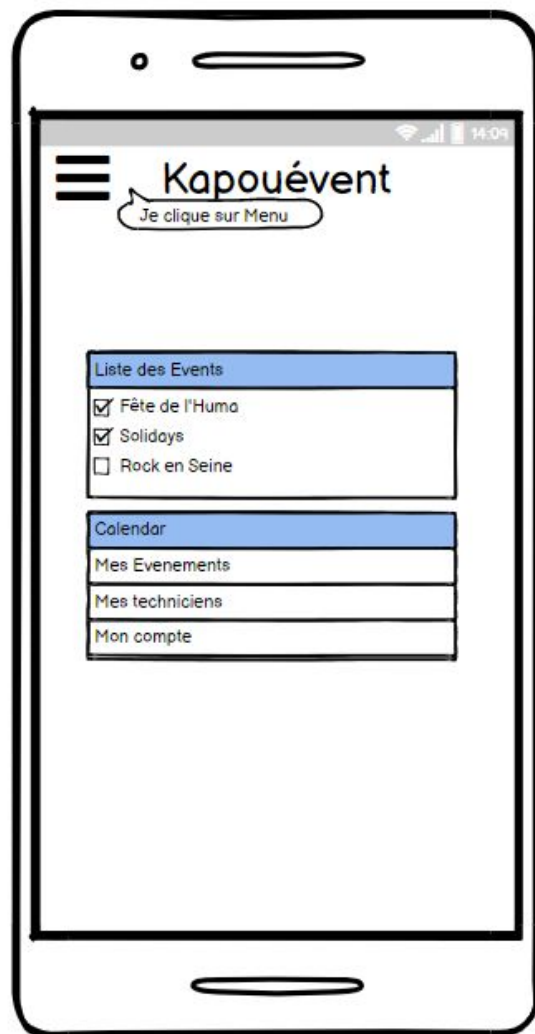 14:09
Kapouévent
Je clique sur Menu
Liste des Events
Fête de l'Huma
Solidays
Rock en Seine
Calendar
Mes Evenements
Mes techniciens
Mon compte